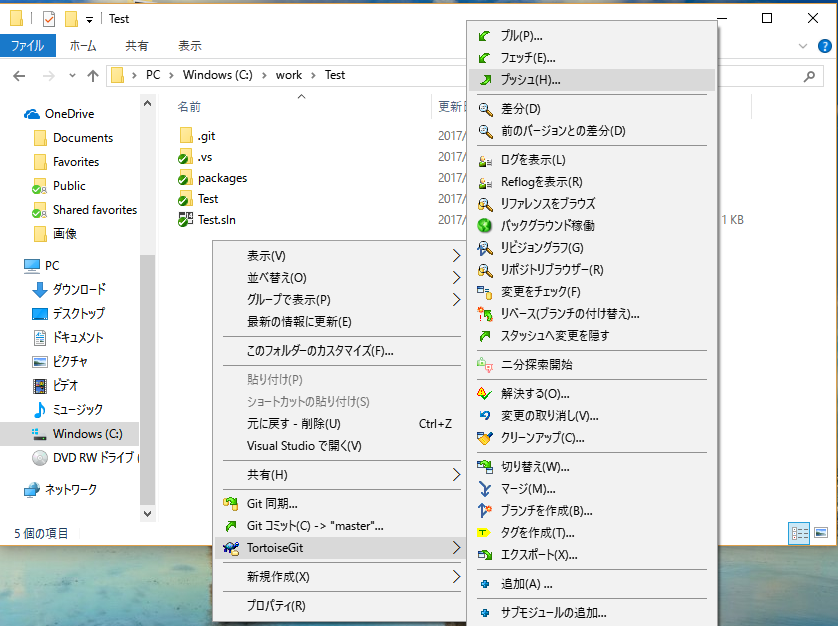 Test
ファイル ホーム 共有 表示
PC Windows (C:) work Test
名前 更新日
OneDrive
Documents
Favorites
Public
Shared favorites
画像
PC
ダウンロード
デスクトップ
ドキュメント
ピクチャ
ビデオ
ミュージック
Windows (C:)
DVD RW ドライブ (
ネットワーク
.git 2017/
.vs 2017/
packages 2017/
Test 2017/
Test.sln 2017/ 1 KB
5 個の項目
表示(V)
並べ替え(O)
グループで表示(P)
最新の情報に更新(E)
このフォルダーのカスタマイズ(F)...
貼り付け(P)
ショートカットの貼り付け(S)
元に戻す - 削除(U) Ctrl+Z
Visual Studio で開く(V)
共有(H)
Git 同期...
Git コミット(C) -> "master"...
TortoiseGit
新規作成(X)
プロパティ(R)
プル(P)...
フェッチ(E)...
プッシュ(H)...
差分(D)
前のバージョンとの差分(D)
ログを表示(L)
Reflogを表示(R)
リファレンスをブラウズ
バックグラウンド稼働
リビジョングラフ(G)
リポジトリブラウザー(R)
変更をチェック(F)
リベース(ブランチの付け替え)...
スタッシュへ変更を隠す
二分探索開始
解決する(O)...
変更の取り消し(V)...
クリーンアップ(C)...
切り替え(W)...
マージ(M)...
ブランチを作成(B)...
タグを作成(T)...
エクスポート(X)...
追加(A) ...
サブモジュールの追加...